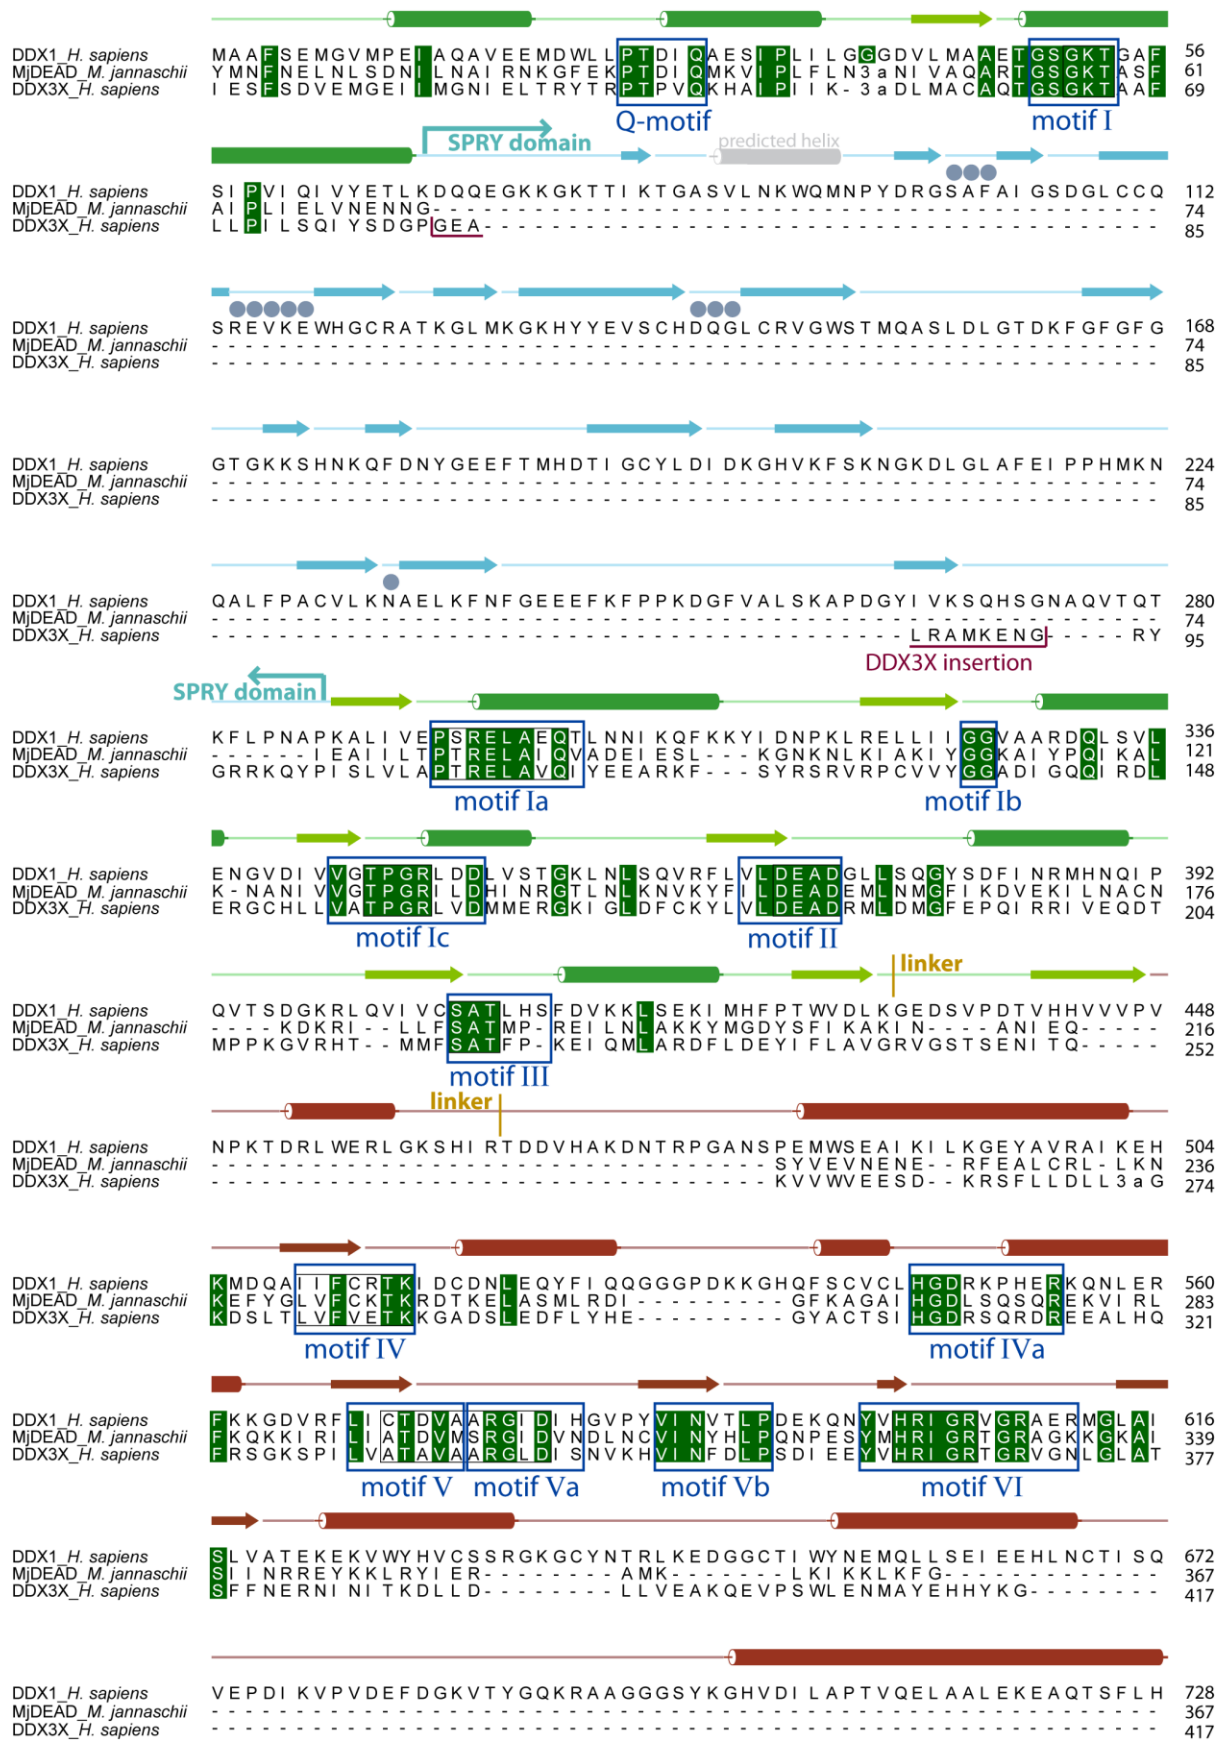 DDX1_H. sapiens MAAFSEMGVMPEIAQAVEEMDWLLPTDIQAESIPLILGGGDVLMAAETGSGKTGAF 56
MjDEAD_M. jannaschii YMNFNELNLSDNILNAIRNKGFEKPTDIQMKVIPLFLN3aNIVAQARTGSGKTASF 61
DDX3X_H. sapiens IESFSDVEMGEIIMGNIELTRYTRPTPVQKHAIPIIK-3aDLMACAQTGSGKTAAF 69
Q-motif motif I
SPRY domain predicted helix
DDX1_H. sapiens SIPVIQIVYETLKDQQEGKKGKTTIKTGASVLNKWQMNPYDRGSAFAIGSDGLCCQ 112
MjDEAD_M. jannaschii AIPLIELVNENNG------------------------------------------- 74
DDX3X_H. sapiens LLPILSQIYSDGPGEA---------------------------------------- 85
DDX1_H. sapiens SREVKEWHGCRATKGLMKGKHYYEVSCHDQGLCRVGWSTMQASLDLGTDKFGFGFG 168
MjDEAD_M. jannaschii -------------------------------------------------------- 74
DDX3X_H. sapiens -------------------------------------------------------- 85
DDX1_H. sapiens GTGKKSHNKQFDNYGEEFTMHDTIGCYLDIDKGHVKFSKNGKDLGLAFEIPPHMKN 224
MjDEAD_M. jannaschii -------------------------------------------------------- 74
DDX3X_H. sapiens -------------------------------------------------------- 85
DDX1_H. sapiens QALFPACVLKNAELKFNFGEEEFKFPPKDGFVALSKAPDGYIVKSQHSGNAQVTQT 280
MjDEAD_M. jannaschii -------------------------------------------------------- 74
DDX3X_H. sapiens -----------------------------------------LRAMKENG-----RY 95
DDX3X insertion
SPRY domain
DDX1_H. sapiens KFLPNAPKALIVEPSRELAEQTLNNIKQFKKYIDNPKLRELLIIGGVAARDQLSVL 336
MjDEAD_M. jannaschii ------IEAIILTPTRELAIQVADEIESL---KGNKNLKIAKIYGGKAIYPQIKAL 121
DDX3X_H. sapiens GRRKQYPISLVLAPTRELAVQIYEEARKF---SYRSRVRPCVVYGGADIGQQIRDL 148
motif Ia motif Ib
DDX1_H. sapiens ENGVDIVVGTPGRLDDLVSTGKLNLSQVRFLVLDEADGLLSQGYSDFINRMHNQIP 392
MjDEAD_M. jannaschii K-NANIVVGTPGRILDHINRGTLNLKNVKYFILDEADEMLNMGFIKDVEKILNACN 176
DDX3X_H. sapiens ERGCHLLVATPGRLVDMMERGKIGLDFCKYLVLDEADRMLDMGFEPQIRRIVEQDT 204
motif Ic motif II
linker
DDX1_H. sapiens QVTSDGKRLQVIVCSATLHSFDVKKLSEKIMHFPTWVDLKGEDSVPDTVHHVVVPV 448
MjDEAD_M. jannaschii ----KDKRI--LLFSATMP-REILNLAKKYMGDYSFIKAKIN----ANIEQ----- 216
DDX3X_H. sapiens MPPKGVRHT--MMFSATFP-KEIQMLARDFLDEYIFLAVGRVGSTSENITQ----- 252
motif III
linker
DDX1_H. sapiens NPKTDRLWERLGKSHIRTDDVHAKDNTRPGANSPEMWSEAIKILKGEYAVRAIKEH 504
MjDEAD_M. jannaschii ---------------------------------SYVEVNENE--RFEALCRL-LKN 236
DDX3X_H. sapiens ---------------------------------KVVWVEESD--KRSFLLDLL3aG 274
DDX1_H. sapiens KMDQAIIFCRTKIDCDNLEQYFIQQGGGPDKKGHQFSCVCLHGDRKPHERKQNLER 560
MjDEAD_M. jannaschii KEFYGLVFCKTKRDTKELASMLRDI---------GFKAGAIHGDLSQSQREKVIRL 283
DDX3X_H. sapiens KDSLTLVFVETKKGADSLEDFLYHE---------GYACTSIHGDRSQRDREEALHQ 321
motif IV motif IVa
DDX1_H. sapiens FKKGDVRFLICTDVAARGIDIHGVPYVINVTLPDEKQNYVHRIGRVGRAERMGLAI 616
MjDEAD_M. jannaschii FKQKKIRILIATDVMSRGIDVNDLNCVINYHLPQNPESYMHRIGRTGRAGKKGKAI 339
DDX3X_H. sapiens FRSGKSPILVATAVAARGLDISNVKHVINFDLPSDIEEYVHRIGRTGRVGNLGLAT 377
motif V motif Va motif Vb motif VI
DDX1_H. sapiens SLVATEKEKVWYHVCSSRGKGCYNTRLKEDGGCTIWYNEMQLLSEIEEHLNCTISQ 672
MjDEAD_M. jannaschii SIINRREYKKLRYIER--------AMK-------LKIKKLKFG------------- 367
DDX3X_H. sapiens SFFNERNINITKDLLD--------LLVEAKQEVPSWLENMAYEHHYKG-------- 417
DDX1_H. sapiens VEPDIKVPVDEFDGKVTYGQKRAAGGGSYKGHVDILAPTVQELAALEKEAQTSFLH 728
MjDEAD_M. jannaschii -------------------------------------------------------- 367
DDX3X_H. sapiens -------------------------------------------------------- 417